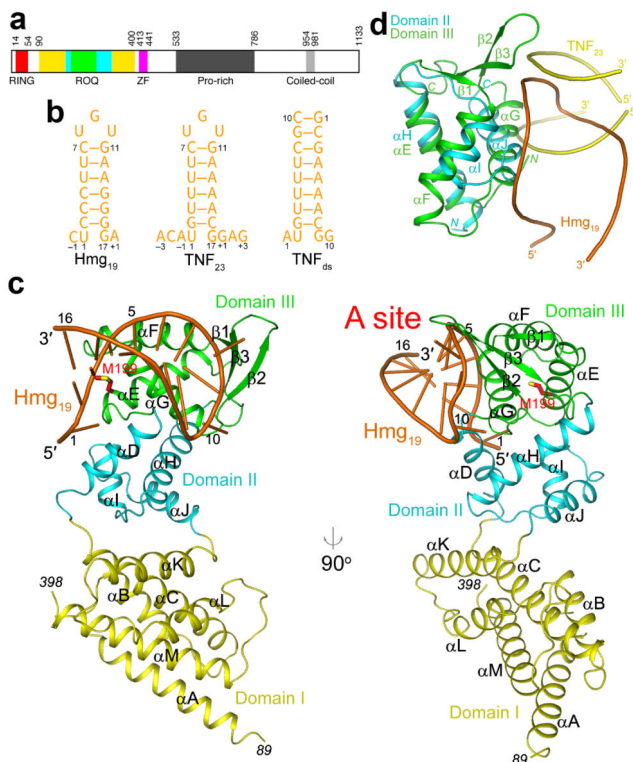 a
14
54
90
400
413
441
533
786
954
981
1133
RING
ROQ
ZF
Pro-rich
Coiled-coil
b
G
U U
7 C–G 11
U–A
U–A
C–G
C–G
C–G
CU GA
–1 1 17 +1
Hmg19
G
U U
7 C–G 11
U–A
U–A
U–A
ACAU GGAG
–3 –1 1 17 +1 +3
TNF23
10 C–G 1
G–C
A U G
1 10
TNFds
c
16
3′
5
αF
Domain III
β1
β3
β2
M199
αE
αG
Hmg19
1
5′
10
αD
αH
Domain II
αI
αJ
αK
398
αB
αC
αL
αM
αA
Domain I
89
90°
A site
16
3′
5
αF
Domain III
β1
β3
αE
β2
M199
αG
Hmg19
10
1
5′
αD
αH
αI
Domain II
αJ
αK
αC
398
αB
αL
αM
Domain I
αA
89
d
Domain II
Domain III
β2
β3
TNF23
C
β1
C
3′
5′
αG
3′
5′
αH
αJ
αE
αI
N
αF
N
Hmg19
5′
3′